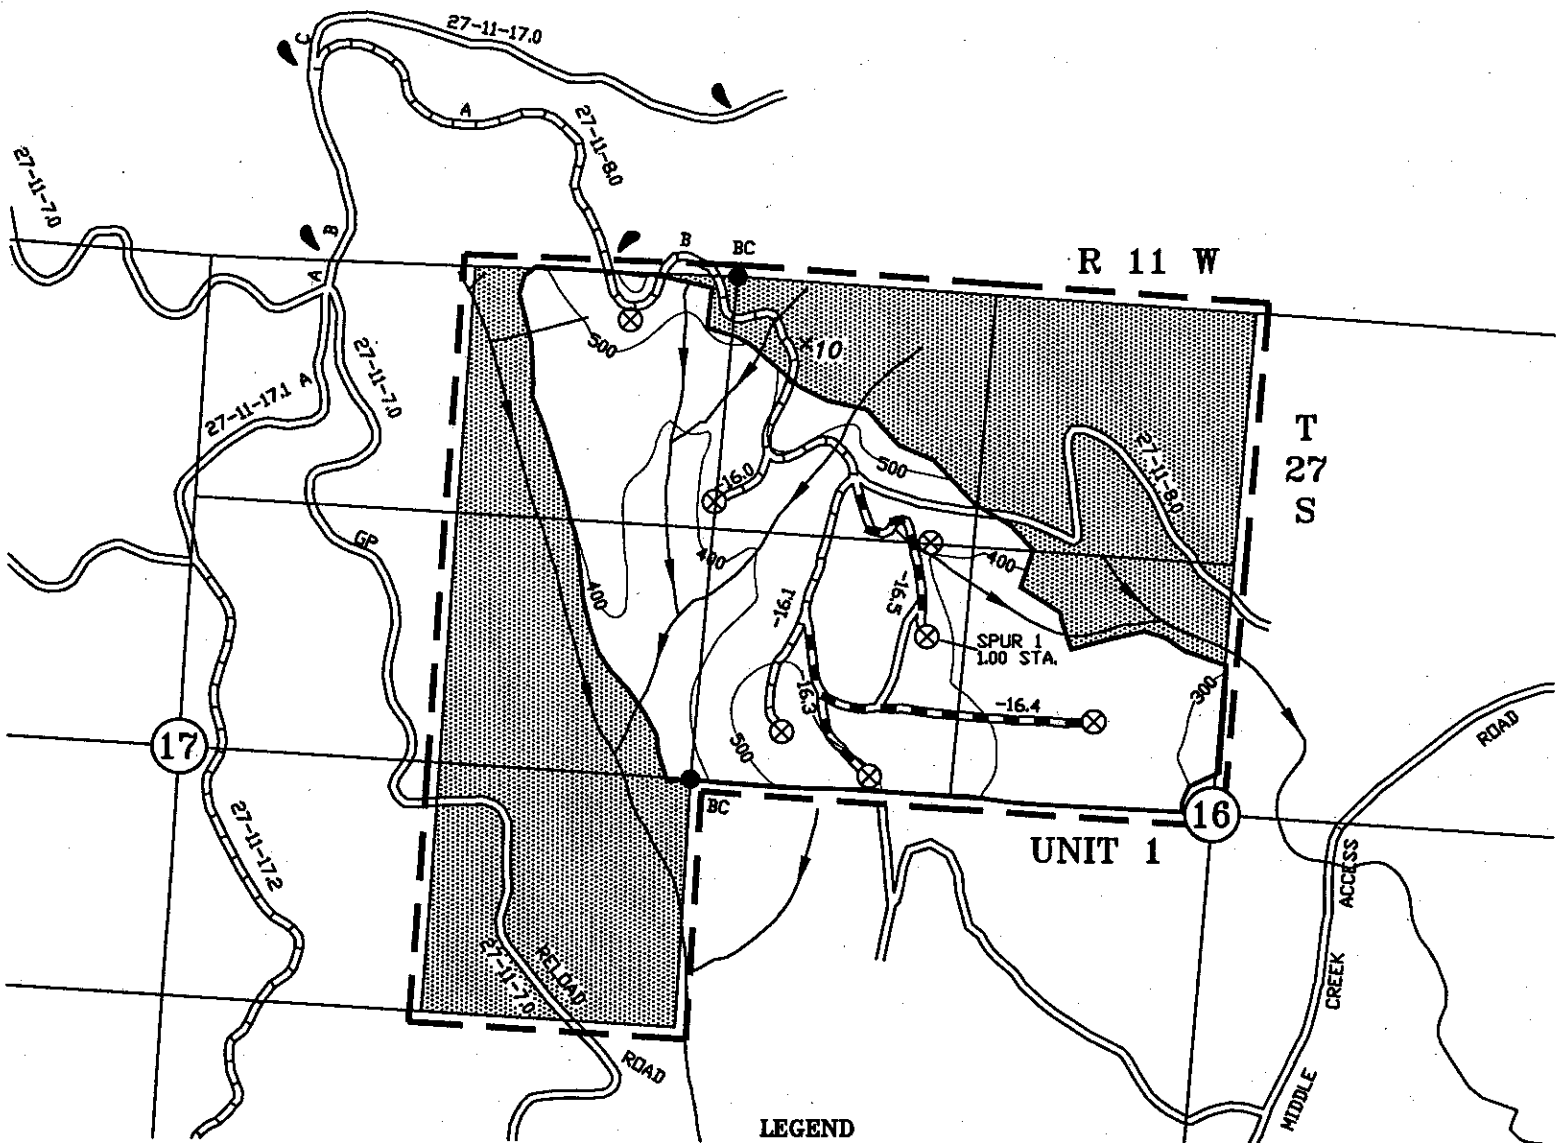 27-11-17.0
C
A
27-11-8.0
27-11-7.0
B
A
B
BC
R 11 W
500
×10
27-11-7.0
27-11-17.1 A
T
27
S
-16.0
500
27-11-8.0
GP
400
400
400
-16.1
-16.5
SPUR 1
1.00 STA.
-16.3
-16.4
300
500
17
BC
16
UNIT 1
ROAD
27-11-17.2
ACCESS
RELOAD
27-11-7.0
CREEK
ROAD
MIDDLE
LEGEND